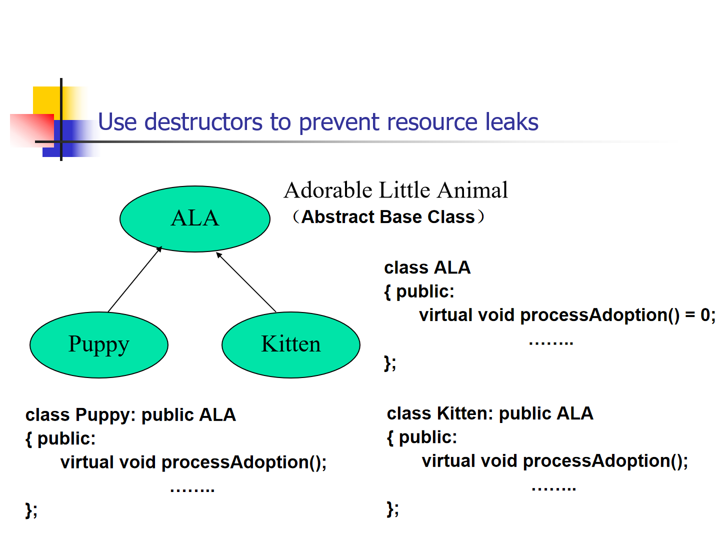 Use destructors to prevent resource leaks
Adorable Little Animal
（Abstract Base Class）
ALA
Puppy
Kitten
class ALA
{ public:
virtual void processAdoption() = 0;
……..
};
class Puppy: public ALA
{ public:
virtual void processAdoption();
……..
};
class Kitten: public ALA
{ public:
virtual void processAdoption();
……..
};